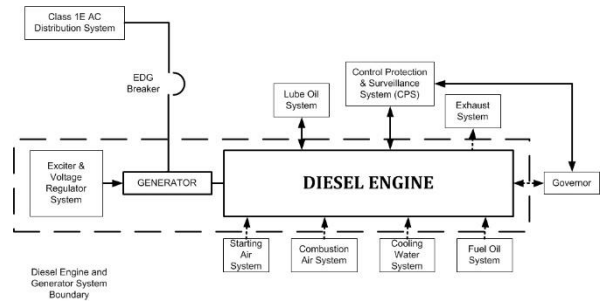 Class 1E AC
Distribution System
EDG
Breaker
Lube Oil
System
Control Protection
& Surveillance
System (CPS)
Exhaust
System
Exciter &
Voltage
Regulator
System
GENERATOR
DIESEL ENGINE
Governor
Starting
Air System
Combustion
Air System
Cooling
Water
System
Fuel Oil
System
Diesel Engine and
Generator System
Boundary